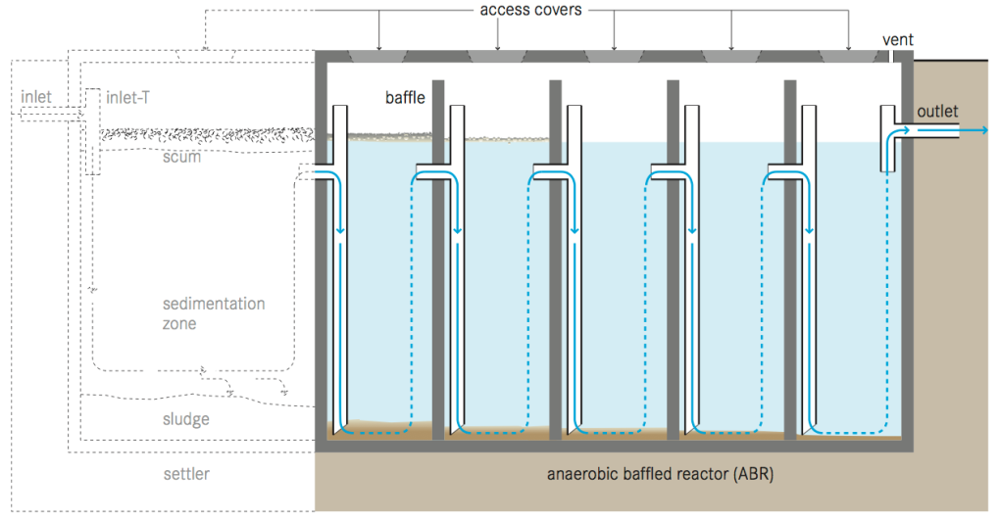 access covers
vent
inlet
inlet-T
baffle
outlet
scum
sedimentation
zone
sludge
settler
anaerobic baffled reactor (ABR)